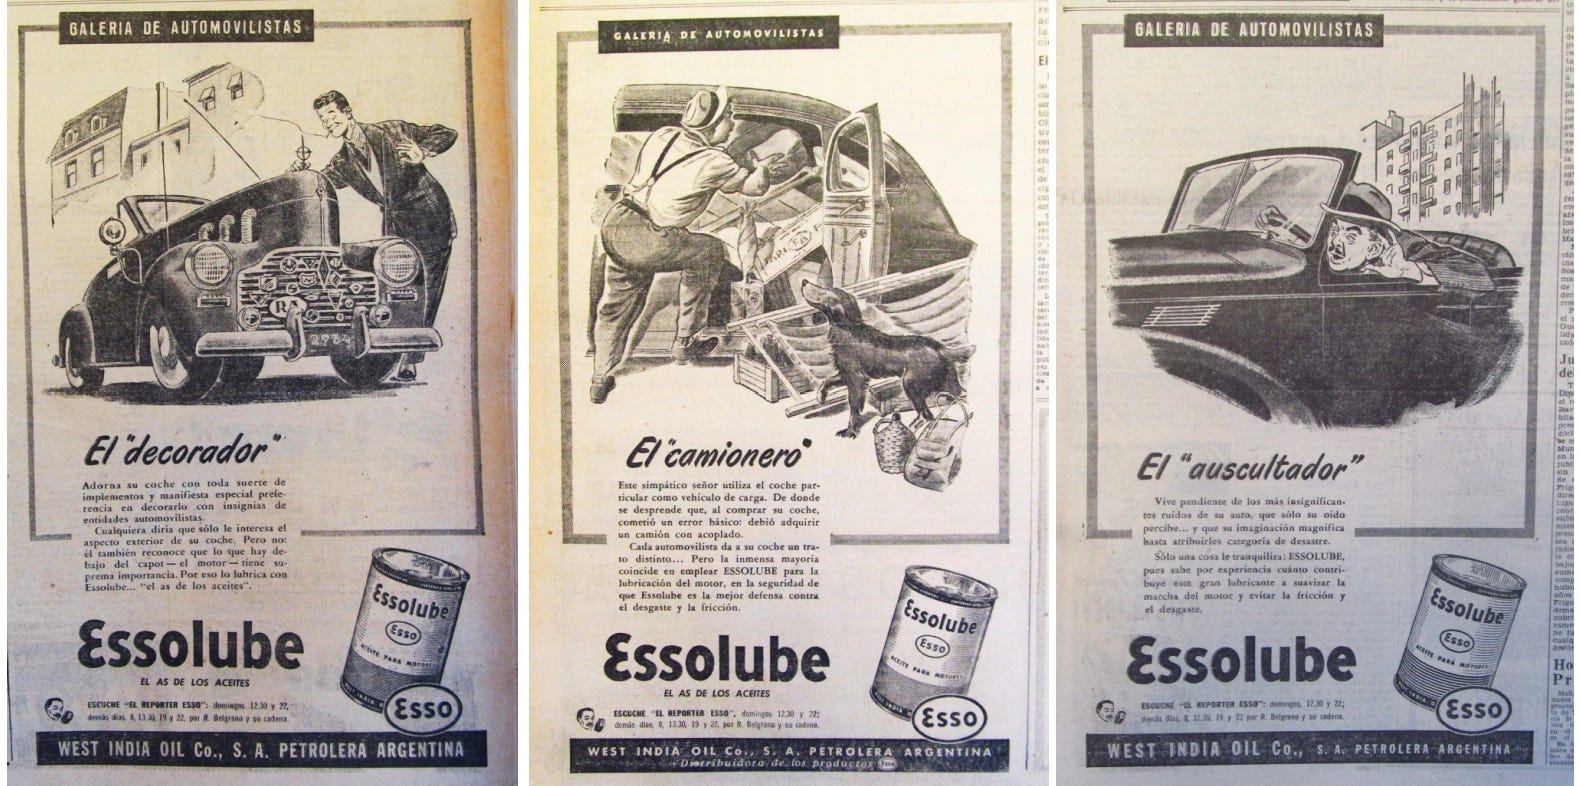 GALERIA DE AUTOMOVILISTAS
RA
2984
El "decorador"
Adorna su coche con toda suerte de
implementos y manifiesta especial prefe-
rencia en decorarlo con insignias de
entidades automovilistas.
Cualquiera diría que sólo le interesa el
aspecto exterior de su coche. Pero no:
él también reconoce que lo que hay de-
bajo del capot — el motor — tiene su-
prema importancia. Por eo lo lubrica con
Essolube... "el as de los aceites".
Essolube
EL AS DE LOS ACEITES
Essolube
Esso
ACEITE PARA MOTORES
Esso
ESCUCHE "EL REPORTER ESSO": domingos 12.30 y 22,
demás días, 8, 13.30, 19 y 22, por R. Belgrano y su cadena.
WEST INDIA OIL Co., S. A. PETROLERA ARGENTINA
GALERIA DE AUTOMOVILISTAS
El "camionero"
Este simpático señor utiliza el coche par-
ticular como vehículo de carga. De donde
se desprende que, al comprar su coche,
cometió un error básico: debió adquirir
un camión con acoplado.
Cada automovilista da a su coche un tra-
to distinto... Pero la inmensa mayoría
coincide en emplear ESSOLUBE para la
lubricación del motor, en la seguridad de
que Essolube es la mejor defensa contra
el desgaste y la fricción.
Essolube
EL AS DE LOS ACEITES
Essolube
Esso
ACEITE PARA MOTORES
Esso
ESCUCHE "EL REPORTER ESSO", domingos 12.30 y 22;
demás días, 8, 13.30, 19 y 22, por R. Belgrano y su cadena.
WEST INDIA OIL Co., S. A. PETROLERA ARGENTINA
Distribuidora de los productos Esso
GALERIA DE AUTOMOVILISTAS
El "auscultador"
Vive pendiente de los más insignifican-
tes ruídos de su auto, que sólo su oído
percibe... y que su imaginación magnifica
hasta atribuirles categoría de desastre.
Sólo una cosa le tranquiliza: ESSOLUBE,
pues sabe por experiencia cuánto contri-
buye este gran lubricante a suavizar la
marcha del motor y evitar la fricción y
el desgaste.
Essolube
Essolube
Esso
ACEITE PARA MOTORES
Esso
ESCUCHE "EL REPORTER ESSO": domingos, 12.30 y 22;
demás días, 8, 12.30, 19 y 22 por R. Belgrano y su cadena.
WEST INDIA OIL Co., S. A. PETROLERA ARGENTINA